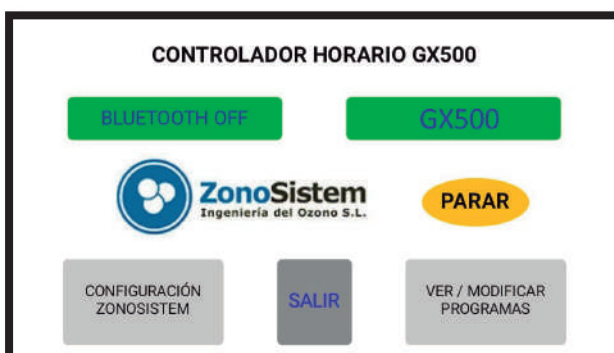 CONTROLADOR HORARIO GX500
BLUETOOTH OFF
GX500
ZonoSistem
Ingeniería del Ozono S.L.
PARAR
CONFIGURACIÓN
ZONOSISTEM
SALIR
VER / MODIFICAR
PROGRAMAS